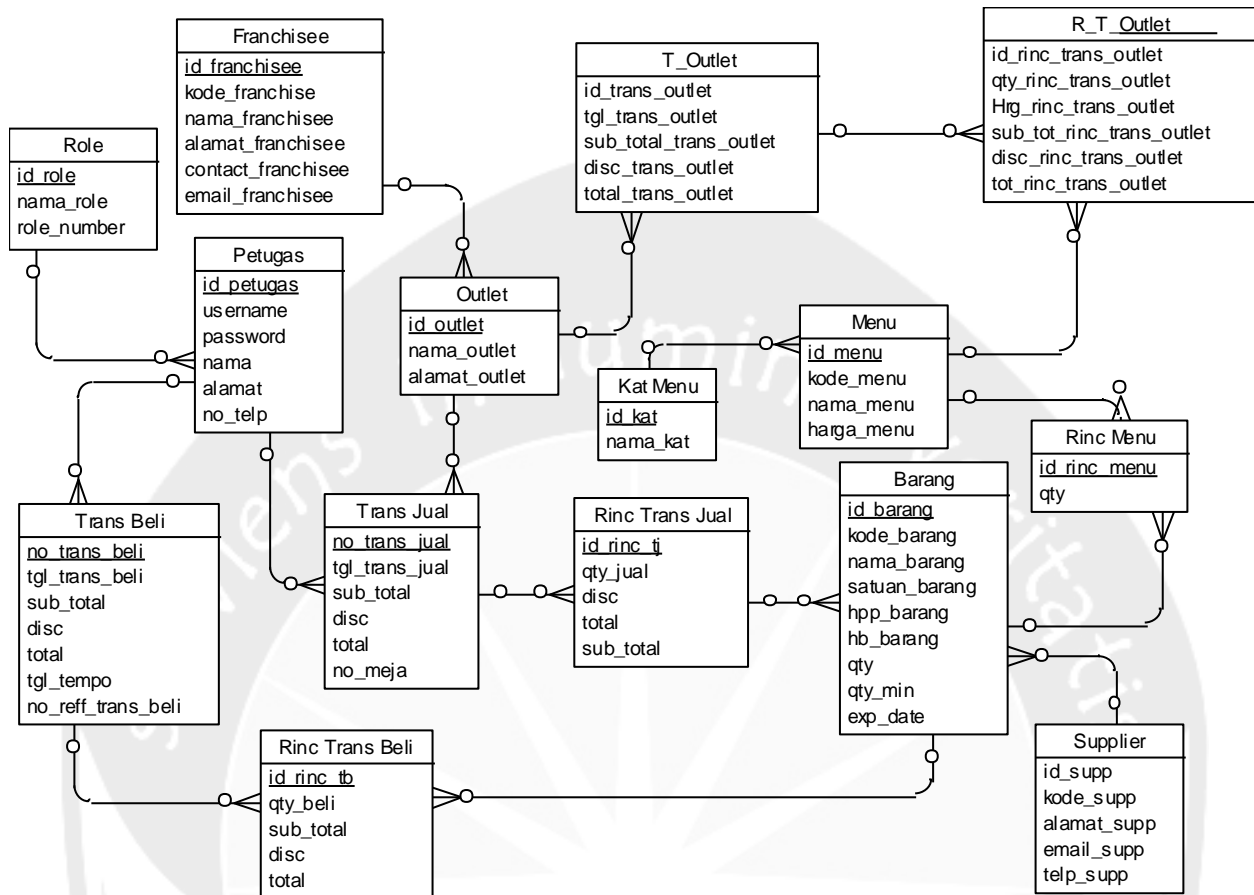 Franchisee
id_franchisee
kode_franchise
nama_franchisee
alamat_franchisee
contact_franchisee
email_franchisee
T_Outlet
id_trans_outlet
tgl_trans_outlet
sub_total_trans_outlet
disc_trans_outlet
total_trans_outlet
R_T_Outlet
id_rinc_trans_outlet
qty_rinc_trans_outlet
Hrg_rinc_trans_outlet
sub_tot_rinc_trans_outlet
disc_rinc_trans_outlet
tot_rinc_trans_outlet
Role
id_role
nama_role
role_number
Petugas
id_petugas
username
password
nama
alamat
no_telp
Outlet
id_outlet
nama_outlet
alamat_outlet
Kat Menu
id_kat
nama_kat
Menu
id_menu
kode_menu
nama_menu
harga_menu
Rinc Menu
id_rinc_menu
qty
Trans Beli
no_trans_beli
tgl_trans_beli
sub_total
disc
total
tgl_tempo
no_reff_trans_beli
Trans Jual
no_trans_jual
tgl_trans_jual
sub_total
disc
total
no_meja
Rinc Trans Jual
id_rinc_tj
qty_jual
disc
total
sub_total
Barang
id_barang
kode_barang
nama_barang
satuan_barang
hpp_barang
hb_barang
qty
qty_min
exp_date
Rinc Trans Beli
id_rinc_tb
qty_beli
sub_total
disc
total
Supplier
id_supp
kode_supp
alamat_supp
email_supp
telp_supp